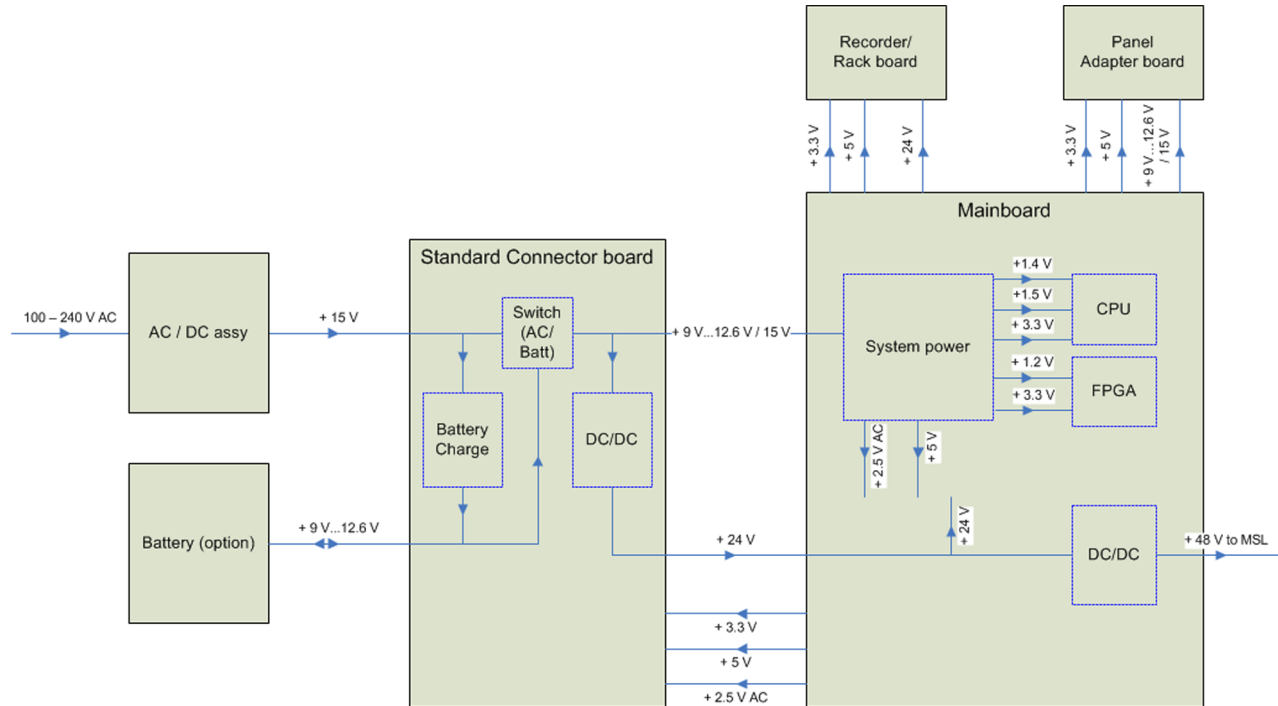 Recorder/
Rack board
Panel
Adapter board
+ 3.3 V
+ 5 V
+ 24 V
+ 3.3 V
+ 5 V
+ 9 V...12.6 V
/ 15 V
Mainboard
Standard Connector board
100 – 240 V AC
AC / DC assy
+ 15 V
Switch
(AC/
Batt)
+ 9 V...12.6 V / 15 V
System power
+1.4 V
+1.5 V
+ 3.3 V
CPU
+ 1.2 V
+ 3.3 V
FPGA
Battery
Charge
DC/DC
+ 2.5 V AC
+ 5 V
Battery (option)
+ 9 V...12.6 V
+ 24 V
+ 24 V
DC/DC
+ 48 V to MSL
+ 3.3 V
+ 5 V
+ 2.5 V AC